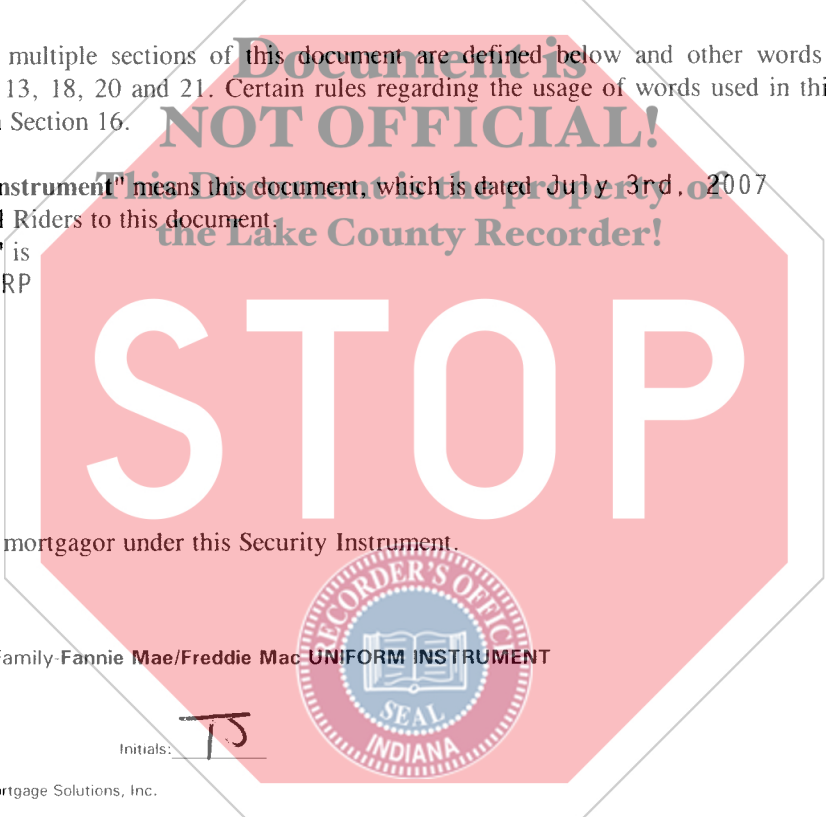 multiple sections of this document are defined below and other words
Document is
13, 18, 20 and 21. Certain rules regarding the usage of words used in thi
Section 16.
NOT OFFICIAL!
nstrument" means this document, which is dated July 3rd, 2007
This Document is the property of
Riders to this document.
the Lake County Recorder!
" is
RP
STOP
mortgagor under this Security Instrument.
RECORDER'S OFFICE
SEAL
INDIANA
Family-Fannie Mae/Freddie Mac UNIFORM INSTRUMENT
Initials: TJ
rtgage Solutions, Inc.